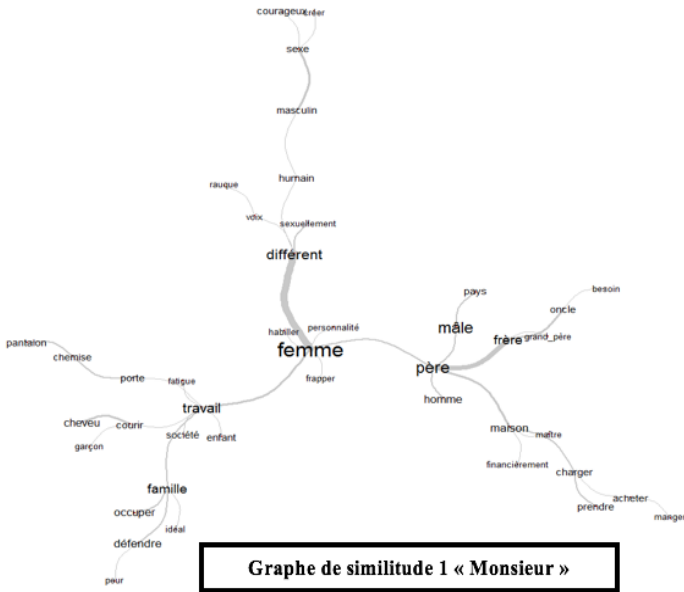 courageux
créer
sexe
masculin
humain
rauque
voix
sexuellement
différent
pays
besoin
oncle
mâle
frère
grand_père
habiller
personnalité
femme
père
frapper
homme
pantalon
chemise
porte
fatigue
travail
cheveu
courir
société
enfant
garçon
maison
maître
financièrement
charger
famille
occuper
idéal
défendre
peur
acheter
prendre
manger
Graphe de similitude 1 « Monsieur »